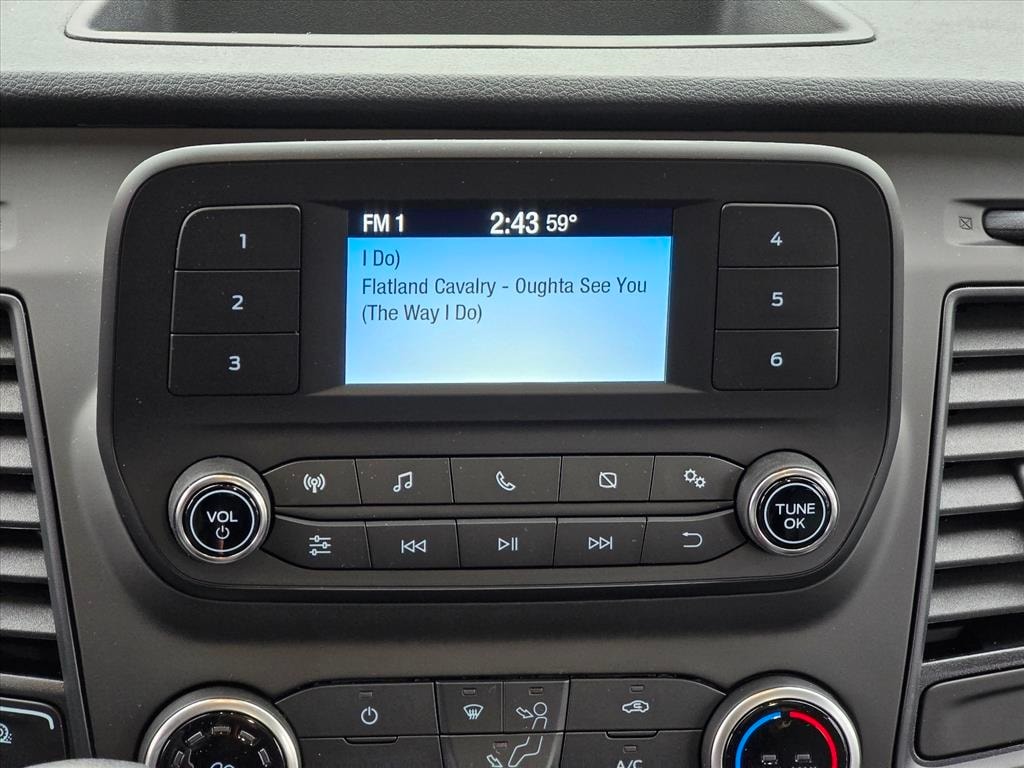 FM 1 2:43 59°
I Do)
Flatland Cavalry - Oughta See You
(The Way I Do)
1
2
3
4
5
6
VOL
TUNE
OK
A/C